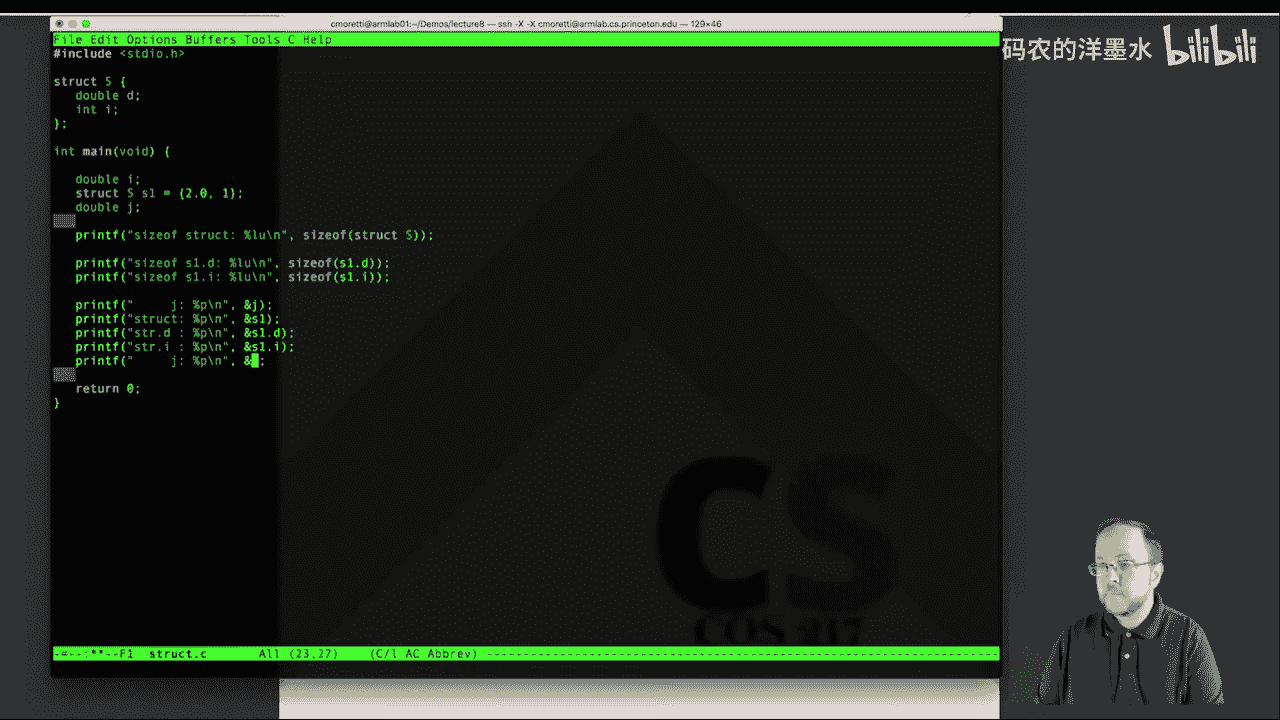 cmoretti@armlab01:~/Demos/lecture8 — ssh -X -X cmoretti@armlab.cs.princeton.edu — 129×46
File Edit Options Buffers Tools C Help
#include <stdio.h>
struct S {
double d;
int i;
};
int main(void) {
double i;
struct S s1 = {2.0, 1};
double j;
printf("sizeof struct: %lu\n", sizeof(struct S));
printf("sizeof s1.d: %lu\n", sizeof(s1.d));
printf("sizeof s1.i: %lu\n", sizeof(s1.i));
printf("     j: %p\n", &j);
printf("struct: %p\n", &s1);
printf("str.d : %p\n", &s1.d);
printf("str.i : %p\n", &s1.i);
printf("     j: %p\n", &;
return 0;
}
-=--:**--F1  struct.c       All (23,27)    (C/l AC Abbrev)
码农的洋墨水 bilibili
CS
COS 217